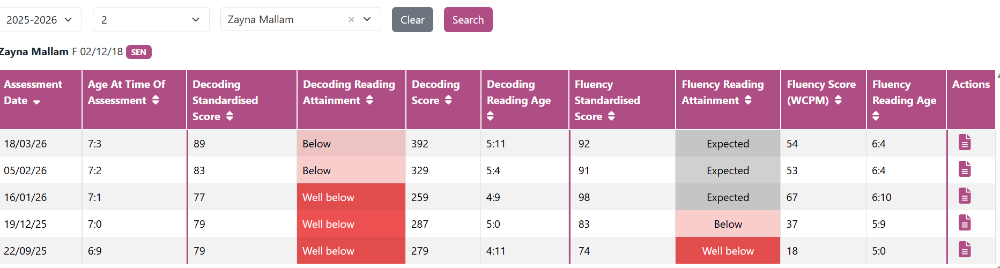 2025-2026 2 Zayna Mallam × Clear Search
Zayna Mallam F 02/12/18 SEN
Assessment Date Age At Time Of Assessment Decoding Standardised Score Decoding Reading Attainment Decoding Score Decoding Reading Age Fluency Standardised Score Fluency Reading Attainment Fluency Score (WCPM) Fluency Reading Age Actions
18/03/26 7:3 89 Below 392 5:11 92 Expected 54 6:4
05/02/26 7:2 83 Below 329 5:4 91 Expected 53 6:4
16/01/26 7:1 77 Well below 259 4:9 98 Expected 67 6:10
19/12/25 7:0 79 Well below 287 5:0 83 Below 37 5:9
22/09/25 6:9 79 Well below 279 4:11 74 Well below 18 5:0